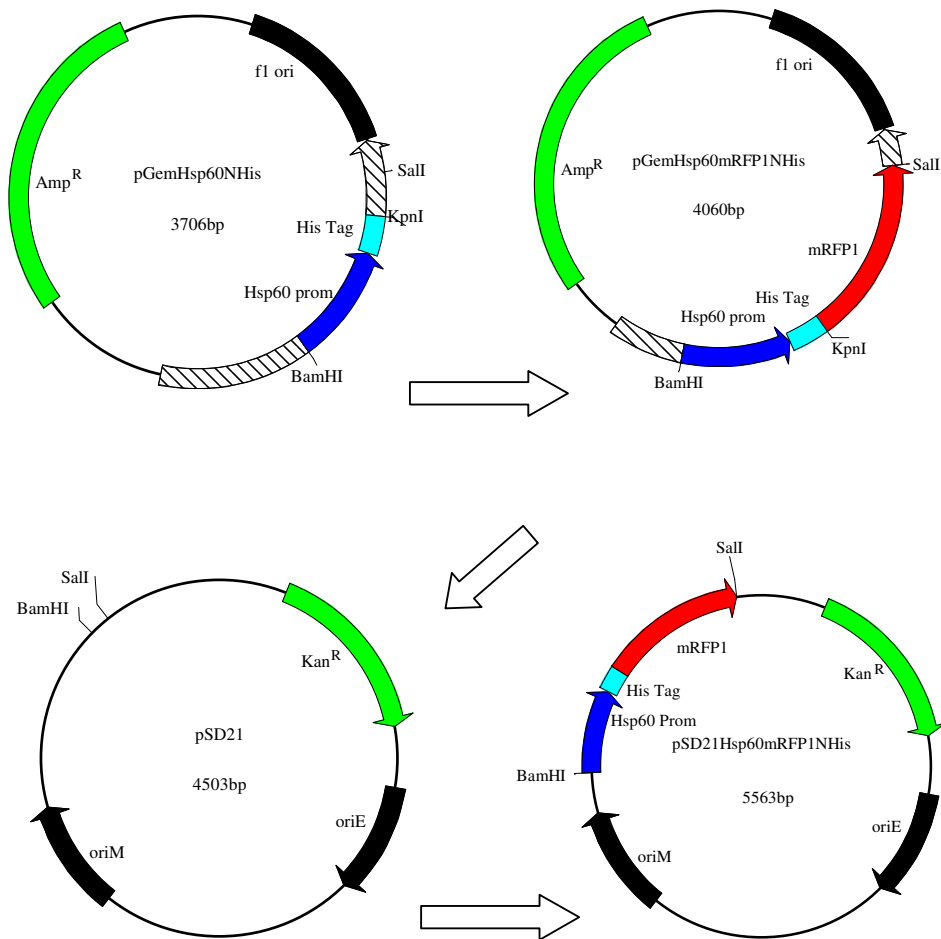 f1 ori
Amp^R
pGemHsp60NHis
3706bp
SalI
KpnI
His Tag
Hsp60 prom
BamHI
f1 ori
Amp^R
pGemHsp60mRFP1NHis
4060bp
SalI
mRFP1
His Tag
Hsp60 prom
KpnI
BamHI
SalI
BamHI
Kan^R
pSD21
4503bp
oriE
oriM
SalI
mRFP1
Kan^R
His Tag
Hsp60 Prom
pSD21Hsp60mRFP1NHis
BamHI
5563bp
oriE
oriM